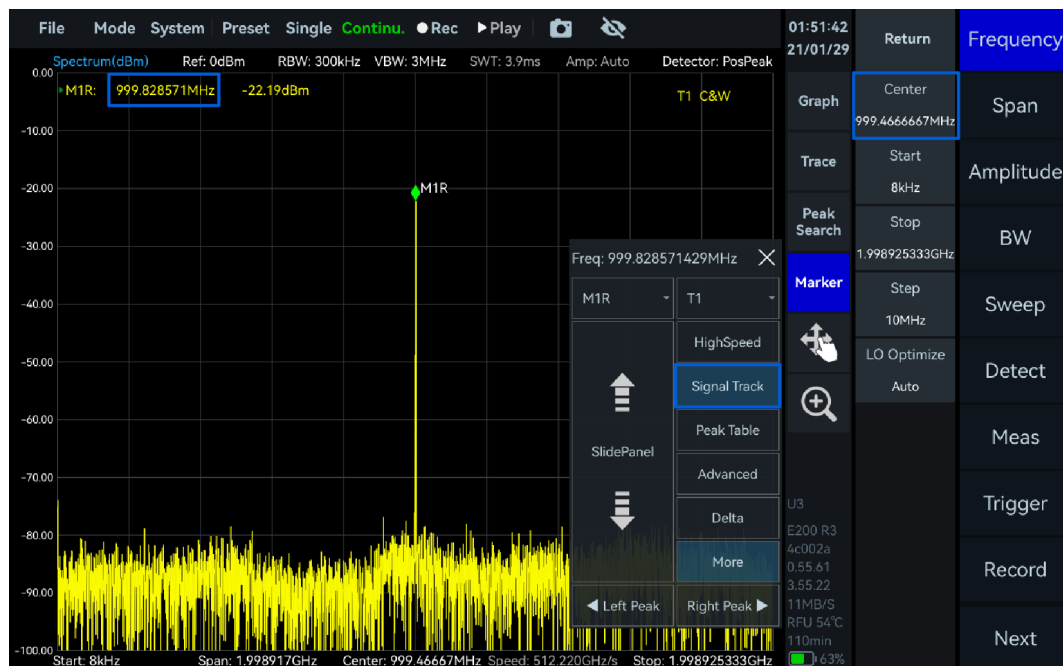 File Mode System Preset Single Continu. Rec Play
01:51:42
21/01/29
Return
Frequency
Spectrum(dBm) Ref: 0dBm RBW: 300kHz VBW: 3MHz SWT: 3.9ms Amp: Auto Detector: PosPeak
0.00
M1R: 999.828571MHz -22.19dBm
T1 C&W
Graph
Center
999.4666667MHz
Span
-10.00
Trace
Start
8kHz
Amplitude
-20.00
M1R
Peak
Search
Stop
1.998925333GHz
BW
-30.00
Freq: 999.828571429MHz
Marker
Step
10MHz
Sweep
-40.00
M1R T1
HighSpeed
LO Optimize
Auto
Detect
-50.00
Signal Track
-60.00
Peak Table
SlidePanel
Meas
-70.00
Advanced
Delta
U3
Trigger
-80.00
E200 R3
4c002a
More
0.55.61
Record
-90.00
3.55.22
Left Peak Right Peak
11MB/S
RFU 54℃
110min
Next
-100.00
Start: 8kHz Span: 1.998917GHz Center: 999.46667MHz Speed: 512.220GHz/s Stop: 1.998925333GHz
63%